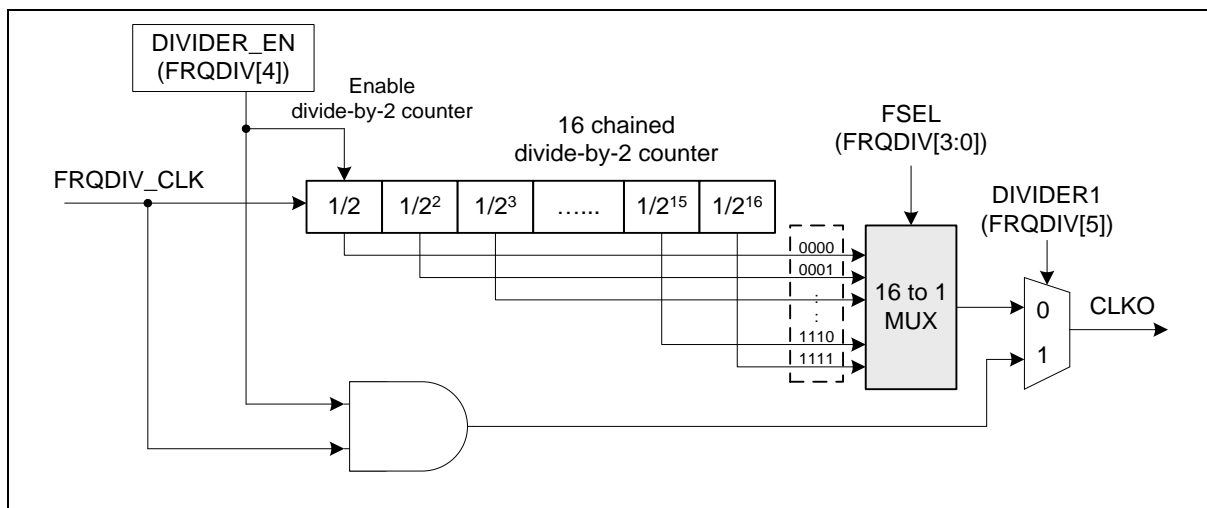 DIVIDER_EN
(FRQDIV[4])
Enable
divide-by-2 counter
16 chained
divide-by-2 counter
FSEL
(FRQDIV[3:0])
FRQDIV_CLK
DIVIDER1
(FRQDIV[5])
1/2 1/2² 1/2³ …... 1/2¹⁵ 1/2¹⁶
0000
0001
:
:
1110
1111
16 to 1
MUX
0
1
CLKO